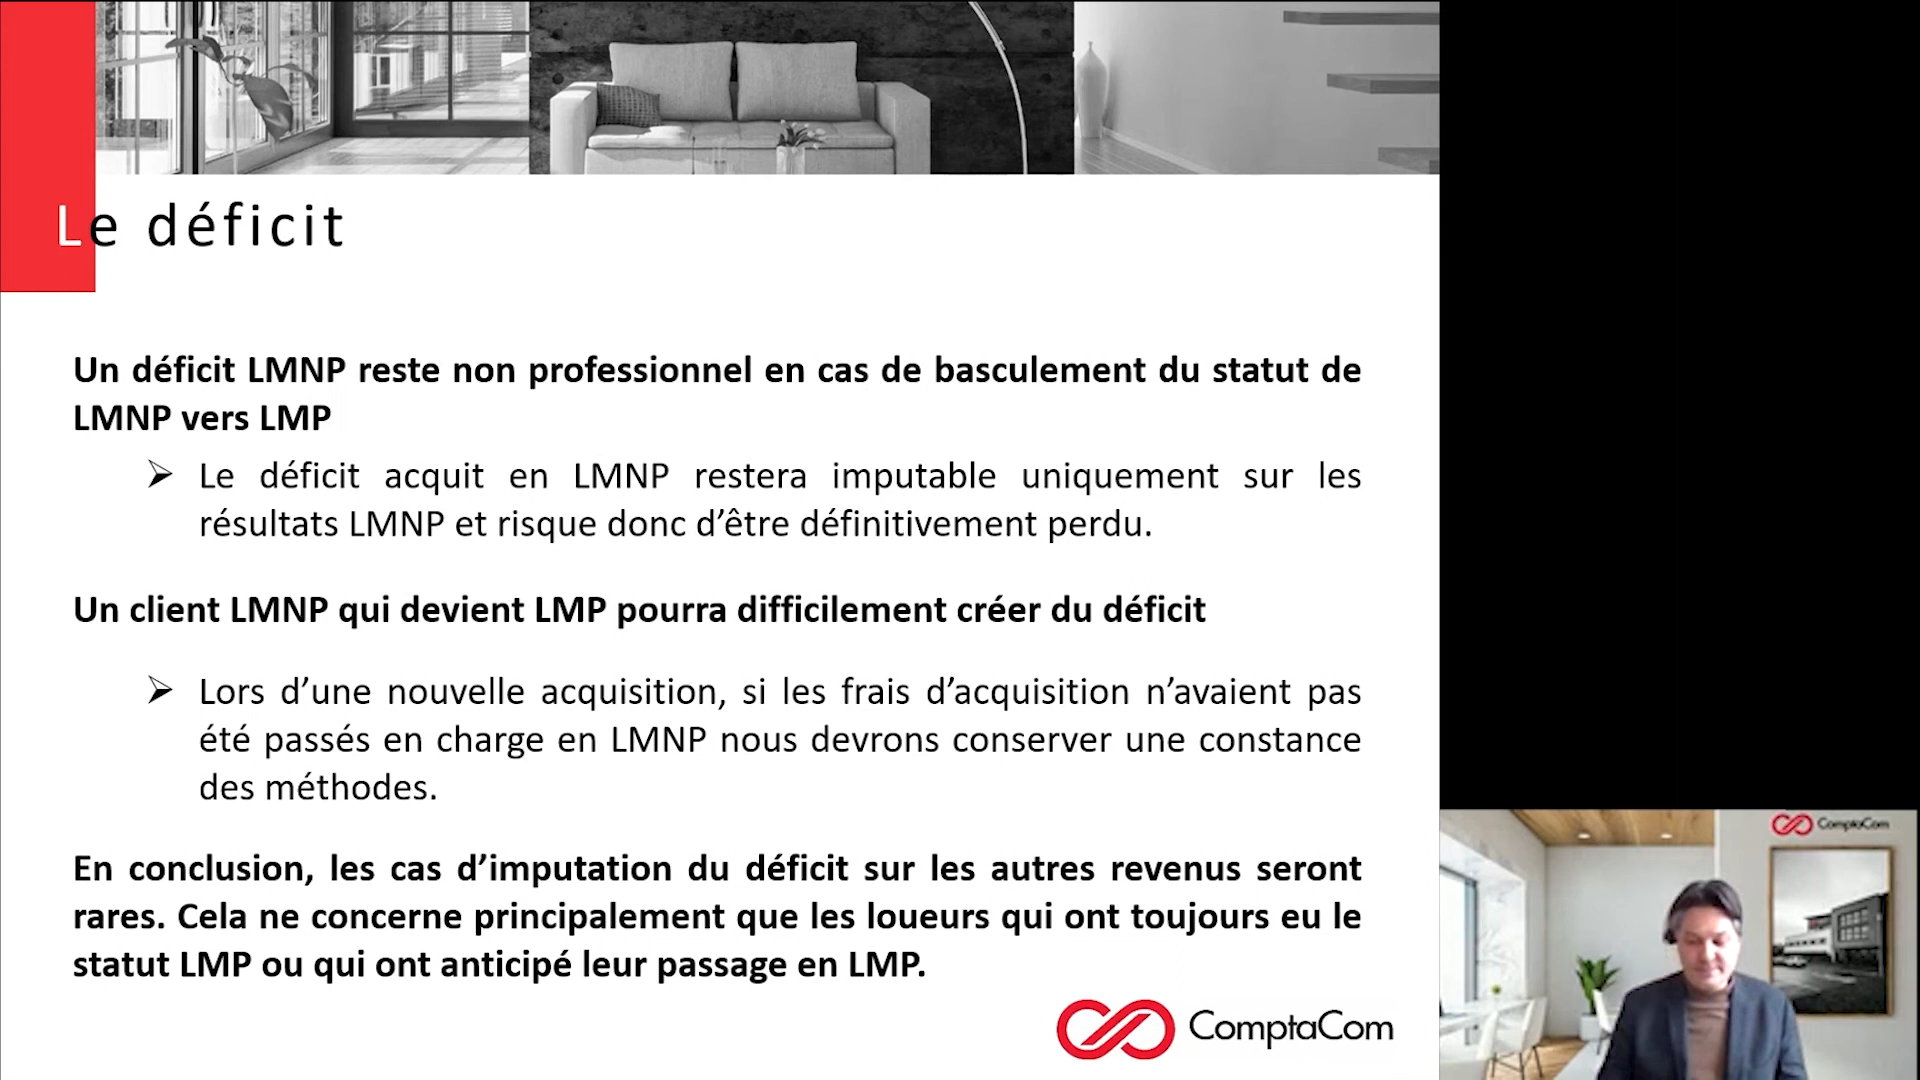 Le déficit
Un déficit LMNP reste non professionnel en cas de basculement du statut de
LMNP vers LMP
➢ Le déficit acquit en LMNP restera imputable uniquement sur les
résultats LMNP et risque donc d’être définitivement perdu.
Un client LMNP qui devient LMP pourra difficilement créer du déficit
➢ Lors d’une nouvelle acquisition, si les frais d’acquisition n’avaient pas
été passés en charge en LMNP nous devrons conserver une constance
des méthodes.
En conclusion, les cas d’imputation du déficit sur les autres revenus seront
rares. Cela ne concerne principalement que les loueurs qui ont toujours eu le
statut LMP ou qui ont anticipé leur passage en LMP.
ComptaCom
ComptaCom